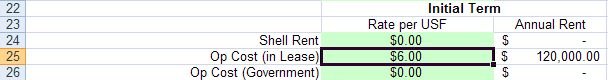 22 Initial Term
23 Rate per USF Annual Rent
24 Shell Rent $0.00 $ -
25 Op Cost (in Lease) $6.00 $ 120,000.00
26 Op Cost (Government) $0.00 $ -